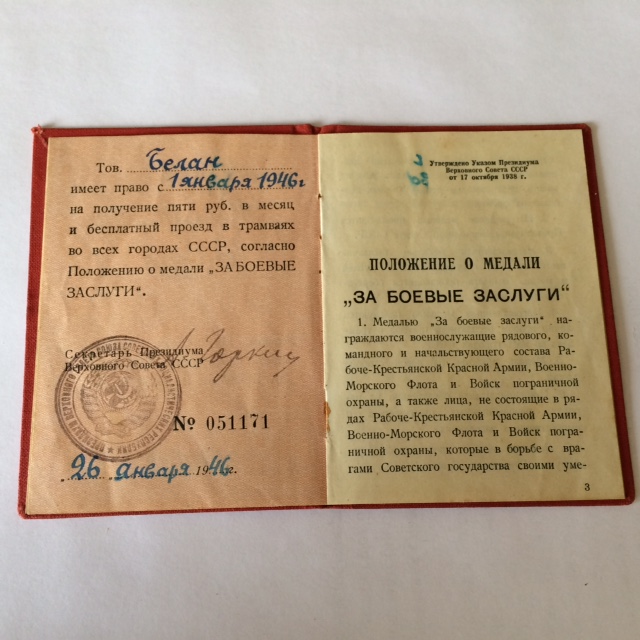 Тов. Белан
имеет право с 1 января 1946 г
на получение пяти руб. в месяц
и бесплатный проезд в трамваях
во всех городах СССР, согласно
Положению о медали „ЗА БОЕВЫЕ
ЗАСЛУГИ“.
Секретарь Президиума
Верховного Совета СССР
А. Горкин
№ 051171
26 января 1946 г.
Утверждено Указом Президиума
Верховного Совета СССР
от 17 октября 1938 г.
ПОЛОЖЕНИЕ О МЕДАЛИ
„ЗА БОЕВЫЕ ЗАСЛУГИ“
1. Медалью „За боевые заслуги“ на-
граждаются военнослужащие рядового, ко-
мандного и начальствующего состава Ра-
боче-Крестьянской Красной Армии, Военно-
Морского Флота и Войск пограничной
охраны, а также лица, не состоящие в ря-
дах Рабоче-Крестьянской Красной Армии,
Военно-Морского Флота и Войск погра-
ничной охраны, которые в борьбе с вра-
гами Советского государства своими уме-
3